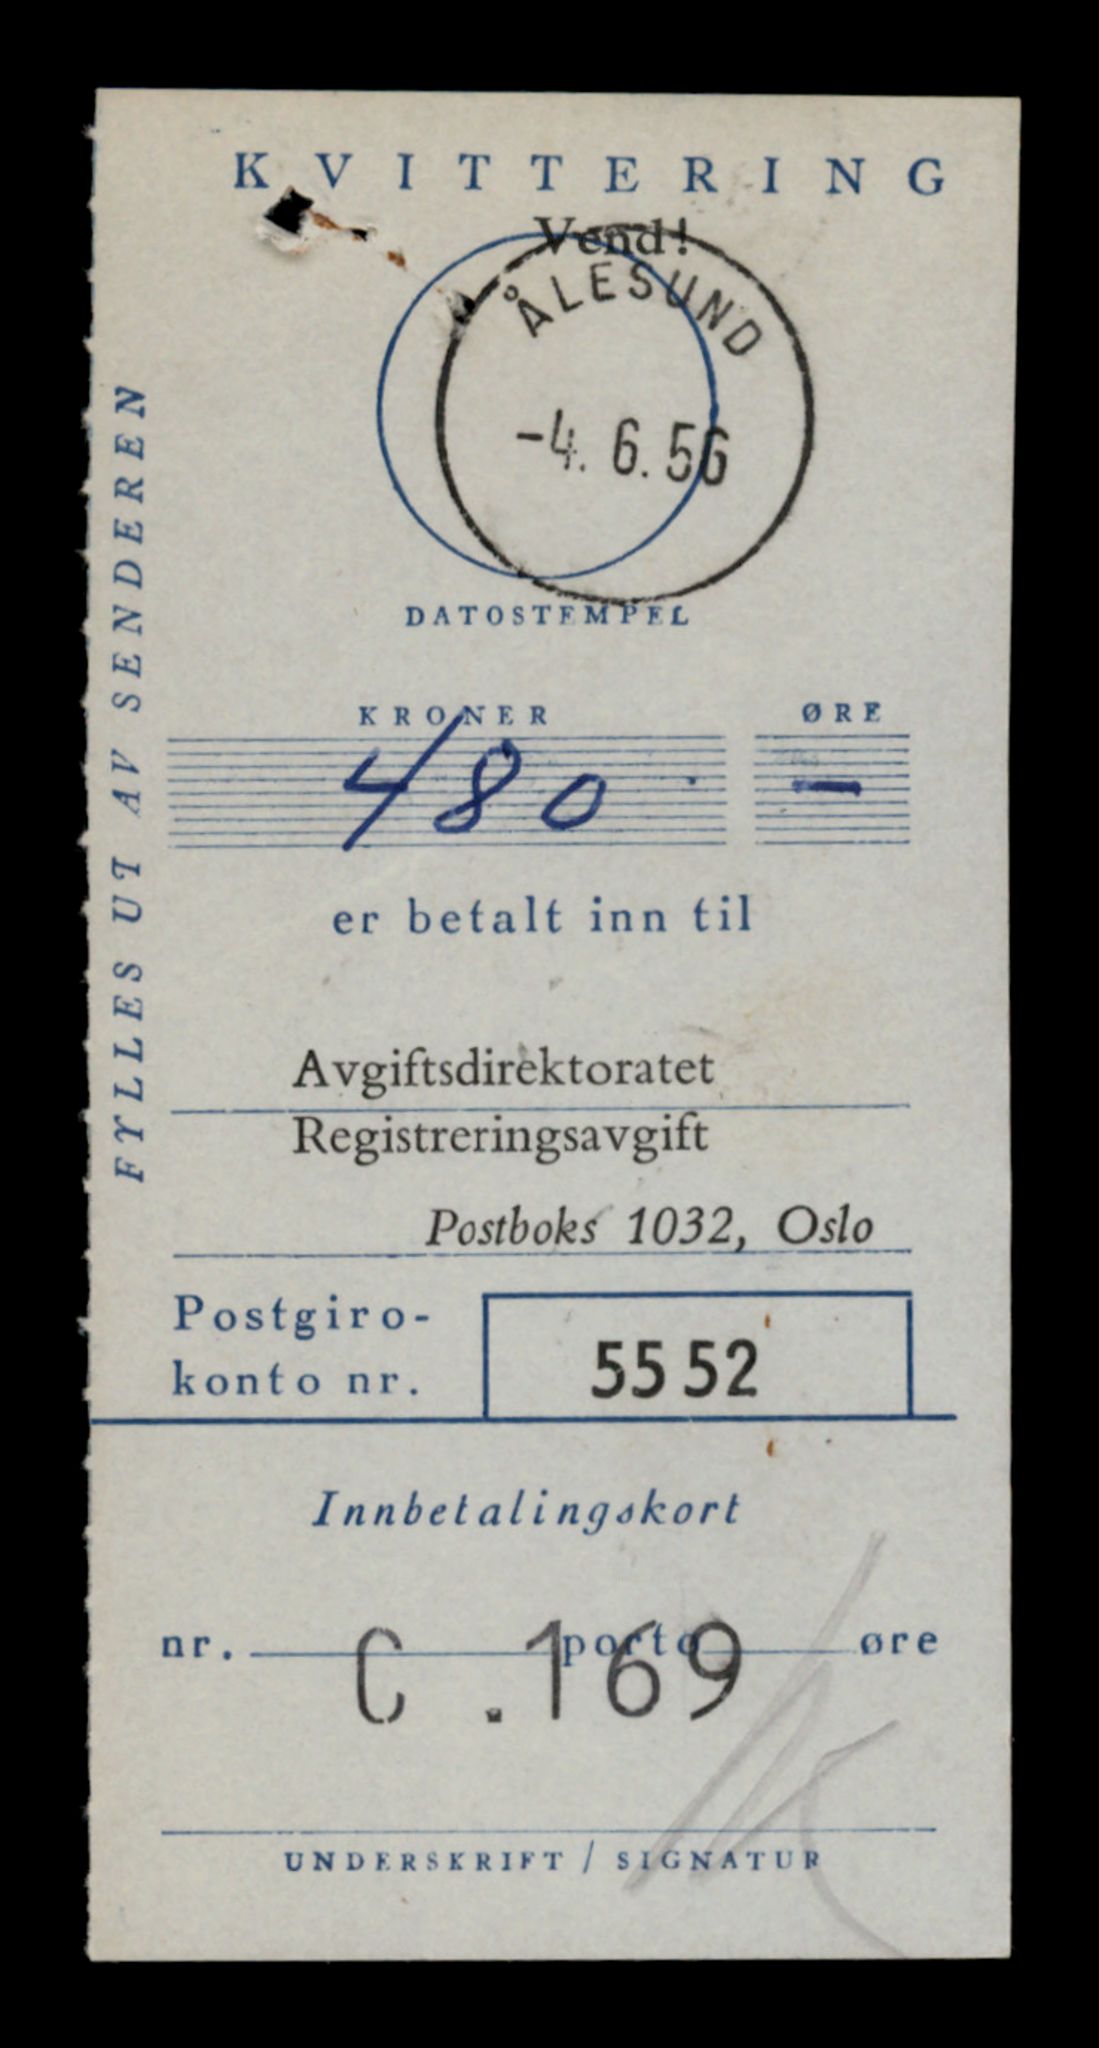 KVITTERING
Vend!
ÅLESUND
-4. 6. 56
DATOSTEMPEL
FYLLES UT AV SENDEREN
KRONER ØRE
480 -
er betalt inn til
Avgiftsdirektoratet
Registreringsavgift
Postboks 1032, Oslo
Postgiro-
konto nr. 5552
Innbetalingskort
nr. porto øre
C .169
UNDERSKRIFT / SIGNATUR